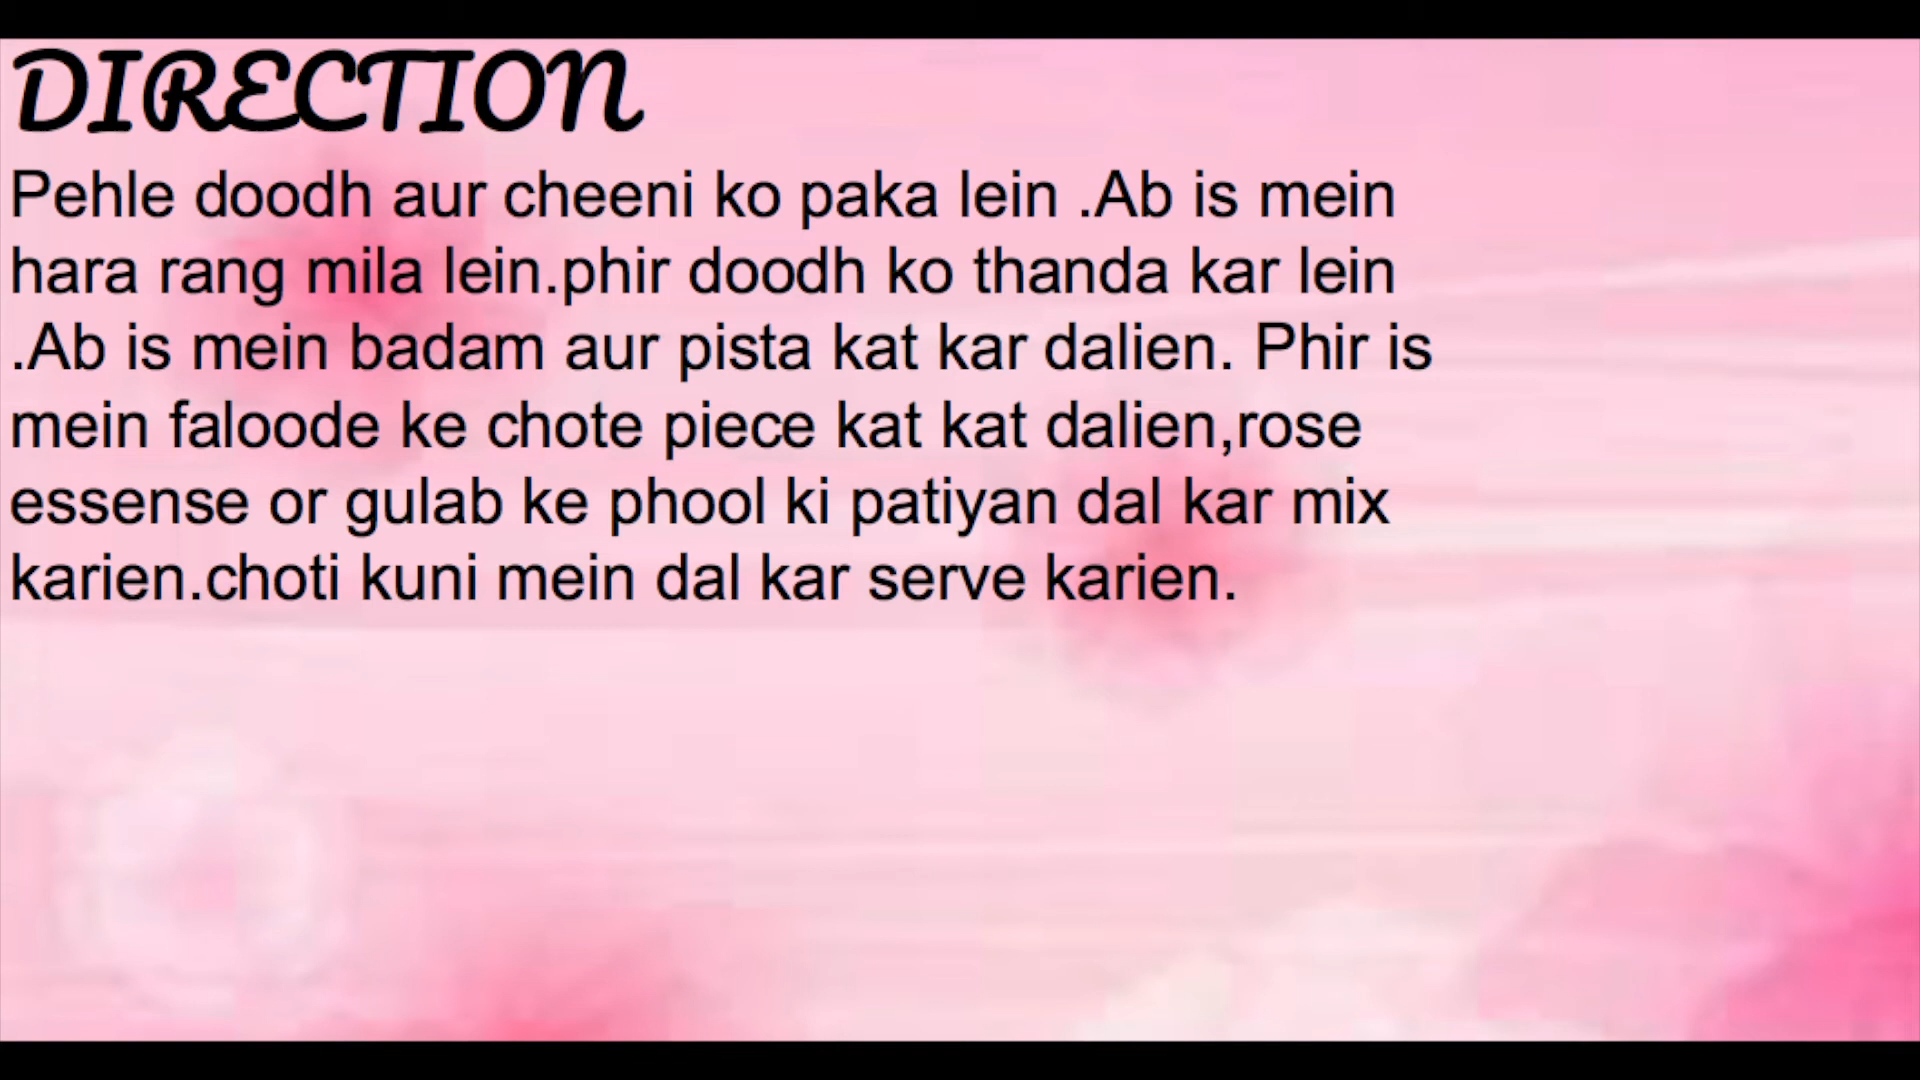 DIRECTION
Pehle doodh aur cheeni ko paka lein .Ab is mein
hara rang mila lein.phir doodh ko thanda kar lein
.Ab is mein badam aur pista kat kar dalien. Phir is
mein faloode ke chote piece kat kat dalien,rose
essense or gulab ke phool ki patiyan dal kar mix
karien.choti kuni mein dal kar serve karien.